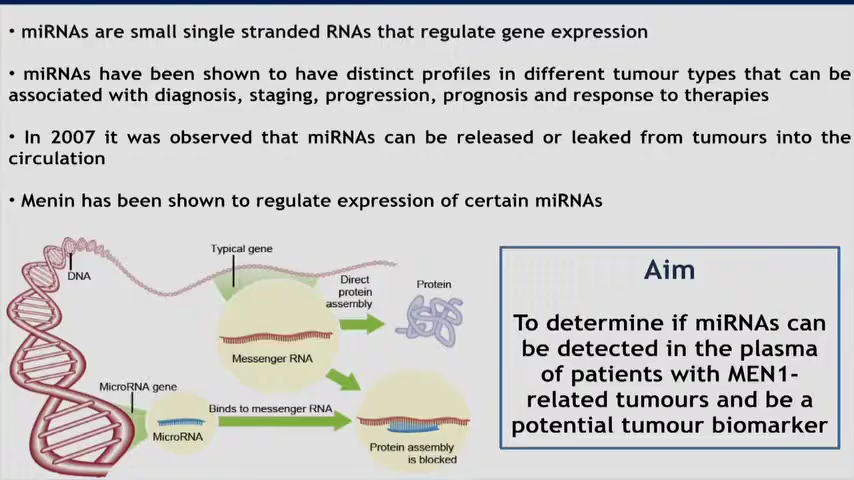 • miRNAs are small single stranded RNAs that regulate gene expression
• miRNAs have been shown to have distinct profiles in different tumour types that can be
associated with diagnosis, staging, progression, prognosis and response to therapies
• In 2007 it was observed that miRNAs can be released or leaked from tumours into the
circulation
• Menin has been shown to regulate expression of certain miRNAs
DNA
Typical gene
Direct
protein
assembly
Protein
Messenger RNA
MicroRNA gene
MicroRNA
Binds to messenger RNA
Protein assembly
is blocked
Aim
To determine if miRNAs can
be detected in the plasma
of patients with MEN1-
related tumours and be a
potential tumour biomarker